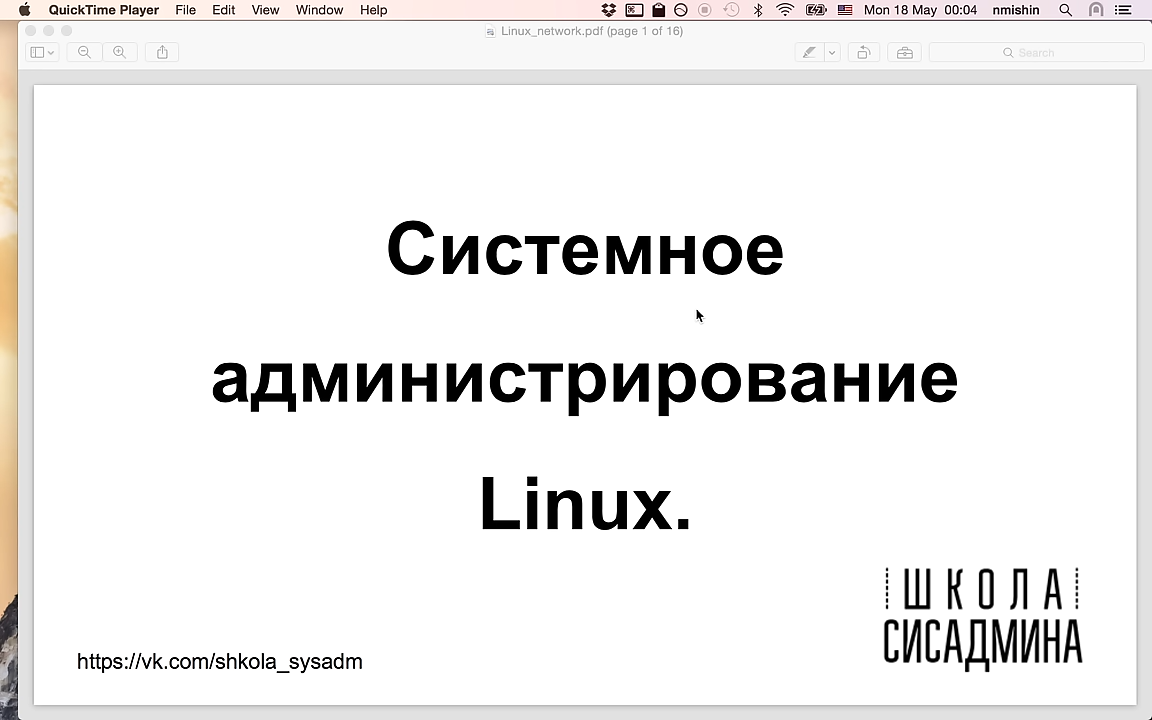 QuickTime Player File Edit View Window Help Mon 18 May 00:04 nmishin
Linux_network.pdf (page 1 of 16)
Search
Системное
администрирование
Linux.
ШКОЛА
СИСАДМИНА
https://vk.com/shkola_sysadm